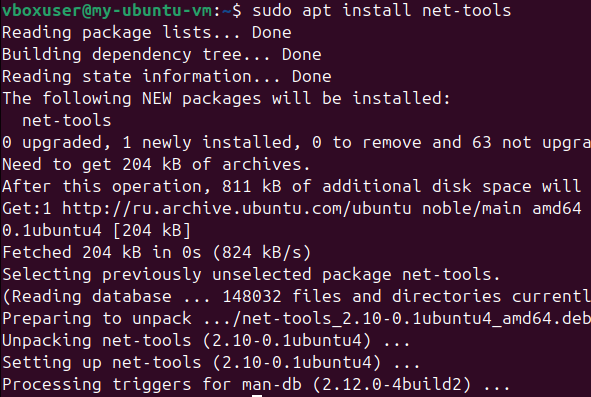 vboxuser@my-ubuntu-vm:~$ sudo apt install net-tools
Reading package lists... Done
Building dependency tree... Done
Reading state information... Done
The following NEW packages will be installed:
  net-tools
0 upgraded, 1 newly installed, 0 to remove and 63 not upgra
Need to get 204 kB of archives.
After this operation, 811 kB of additional disk space will
Get:1 http://ru.archive.ubuntu.com/ubuntu noble/main amd64
0.1ubuntu4 [204 kB]
Fetched 204 kB in 0s (824 kB/s)
Selecting previously unselected package net-tools.
(Reading database ... 148032 files and directories currentl
Preparing to unpack .../net-tools_2.10-0.1ubuntu4_amd64.deb
Unpacking net-tools (2.10-0.1ubuntu4) ...
Setting up net-tools (2.10-0.1ubuntu4) ...
Processing triggers for man-db (2.12.0-4build2) ...